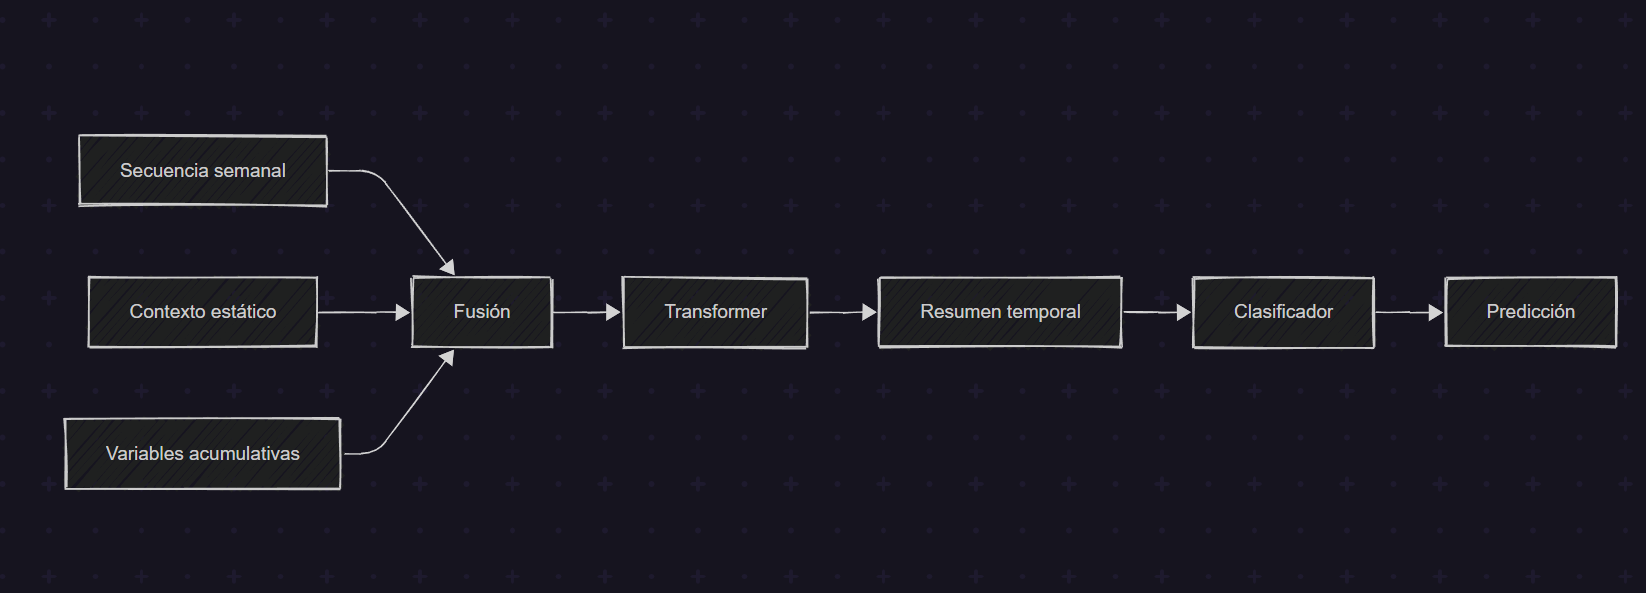 Secuencia semanal
Contexto estático
Variables acumulativas
Fusión
Transformer
Resumen temporal
Clasificador
Predicción